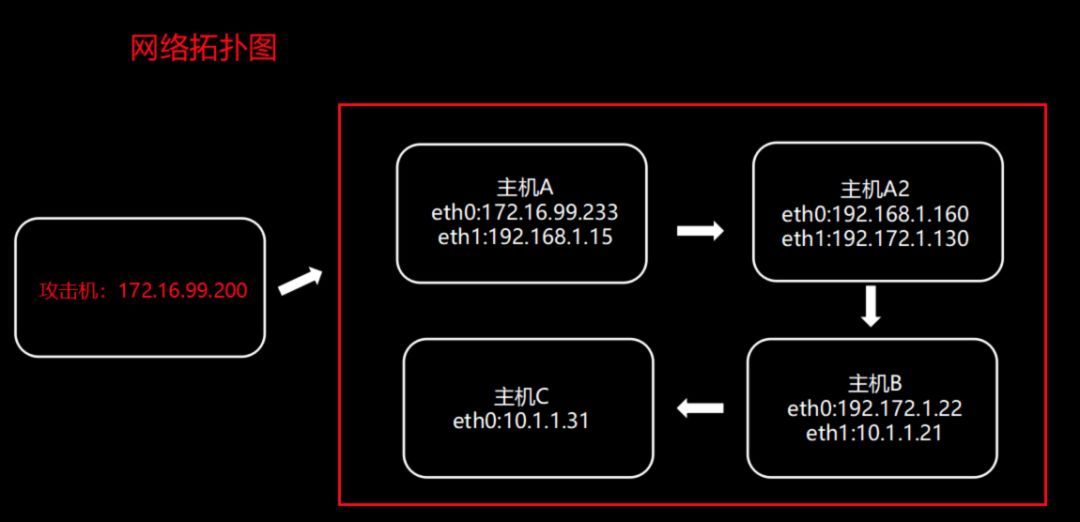 网络拓扑图
主机A
eth0:172.16.99.233
eth1:192.168.1.15
主机A2
eth0:192.168.1.160
eth1:192.172.1.130
攻击机：172.16.99.200
主机C
eth0:10.1.1.31
主机B
eth0:192.172.1.22
eth1:10.1.1.21